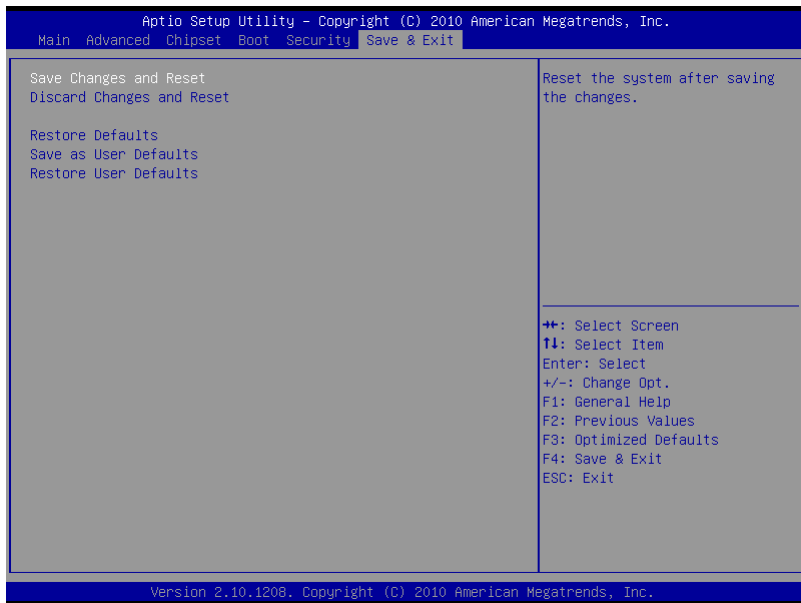 Aptio Setup Utility – Copyright (C) 2010 American Megatrends, Inc.
Main Advanced Chipset Boot Security Save & Exit
Save Changes and Reset
Discard Changes and Reset
Restore Defaults
Save as User Defaults
Restore User Defaults
Reset the system after saving
the changes.
→←: Select Screen
↑↓: Select Item
Enter: Select
+/-: Change Opt.
F1: General Help
F2: Previous Values
F3: Optimized Defaults
F4: Save & Exit
ESC: Exit
Version 2.10.1208. Copyright (C) 2010 American Megatrends, Inc.